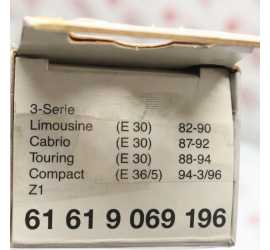 3-Serie
Limousine (E 30) 82-90
Cabrio (E 30) 87-92
Touring (E 30) 88-94
Compact (E 36/5) 94-3/96
Z1
61 61 9 069 196